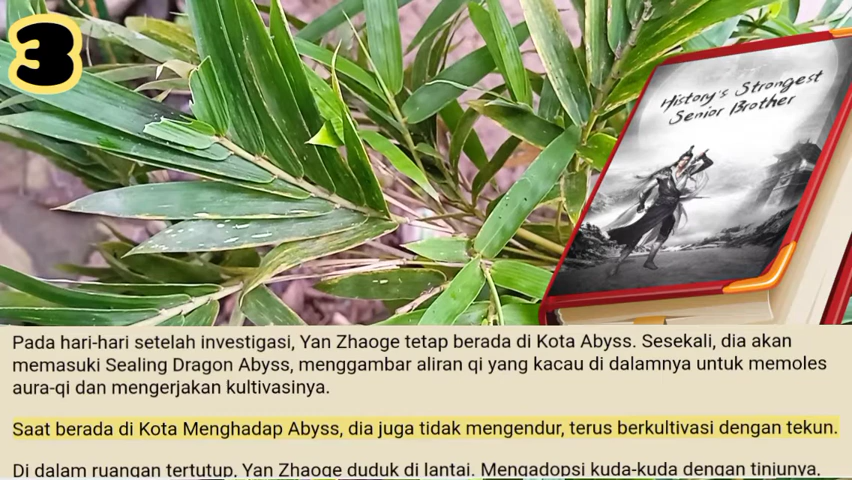 3
History's Strongest
Senior Brother
Pada hari-hari setelah investigasi, Yan Zhaoge tetap berada di Kota Abyss. Sesekali, dia akan
memasuki Sealing Dragon Abyss, menggambar aliran qi yang kacau di dalamnya untuk memoles
aura-qi dan mengerjakan kultivasinya.
Saat berada di Kota Menghadap Abyss, dia juga tidak mengendur, terus berkultivasi dengan tekun.
Di dalam ruangan tertutup, Yan Zhaoge duduk di lantai. Mengadopsi kuda-kuda dengan tinjunya,